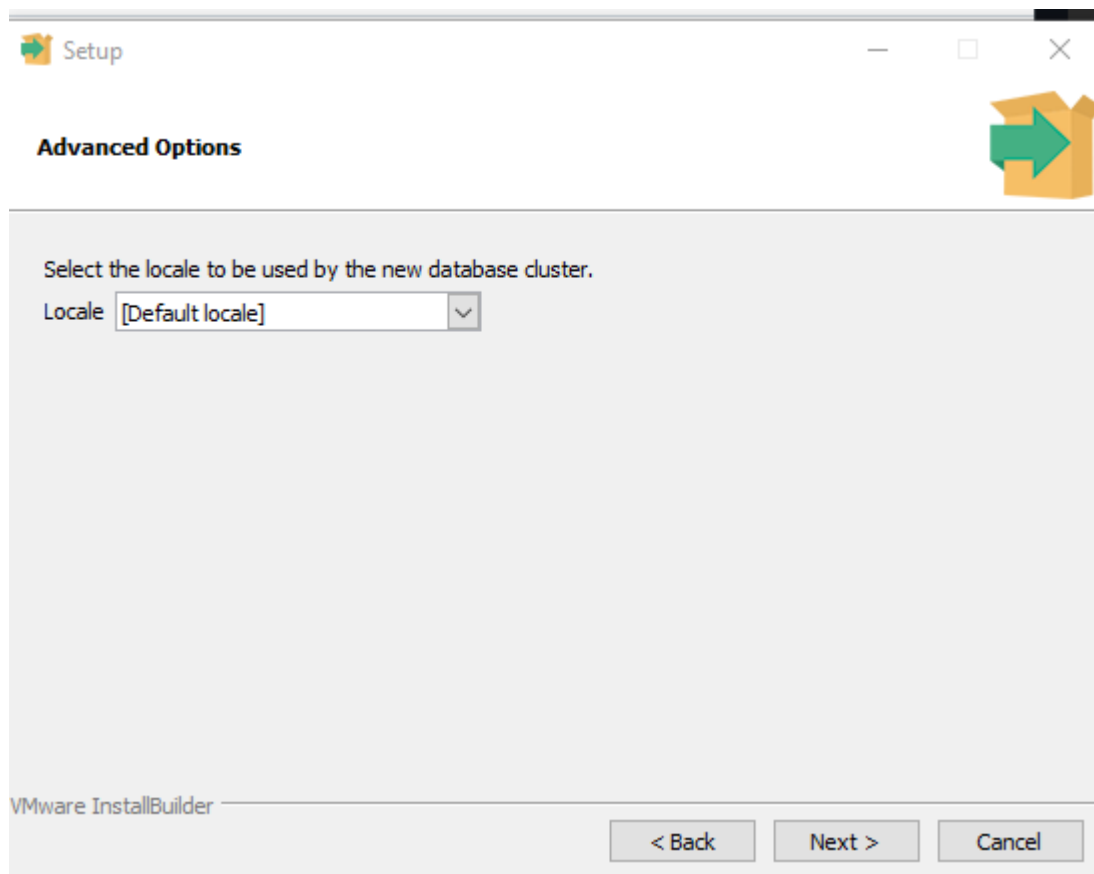 Setup
Advanced Options
Select the locale to be used by the new database cluster.
Locale [Default locale]
VMware InstallBuilder
< Back Next > Cancel